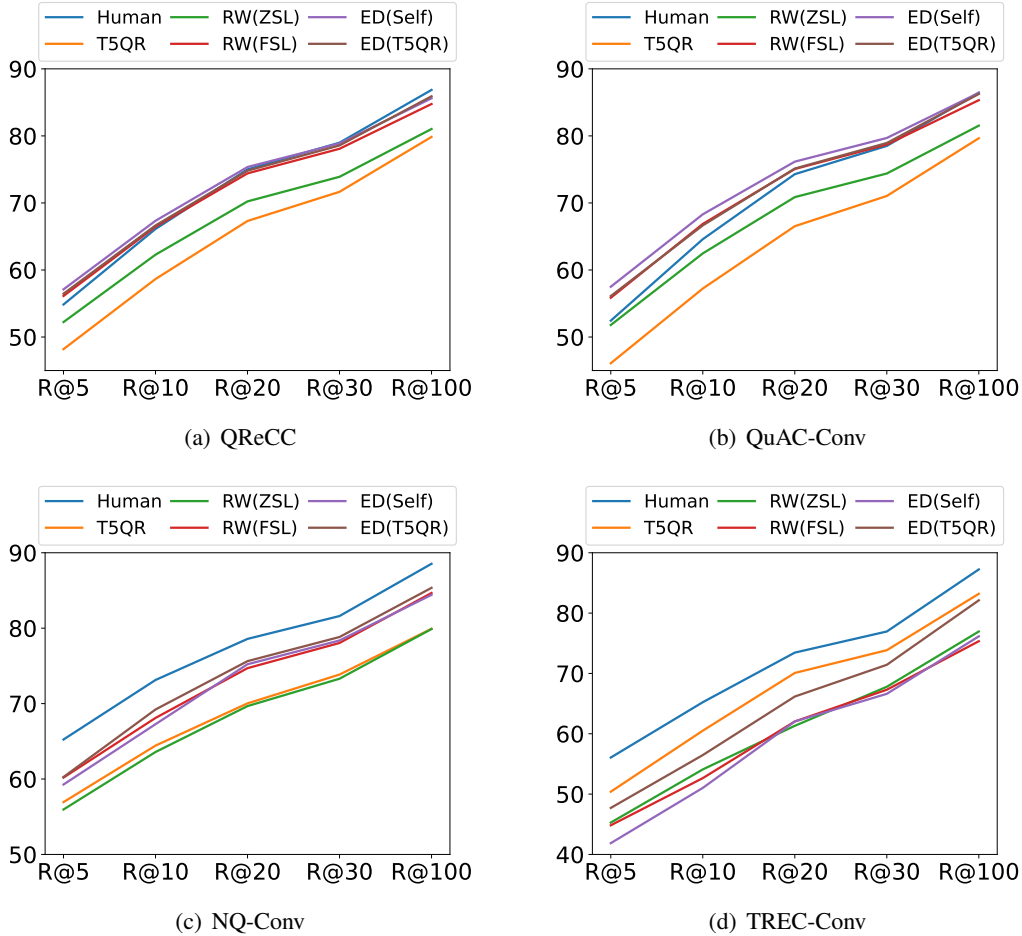 Human RW(ZSL) ED(Self)
T5QR RW(FSL) ED(T5QR)
90
80
70
60
50
R@5 R@10 R@20 R@30 R@100
(a) QReCC
Human RW(ZSL) ED(Self)
T5QR RW(FSL) ED(T5QR)
90
80
70
60
50
R@5 R@10 R@20 R@30 R@100
(b) QuAC-Conv
Human RW(ZSL) ED(Self)
T5QR RW(FSL) ED(T5QR)
90
80
70
60
50
R@5 R@10 R@20 R@30 R@100
(c) NQ-Conv
Human RW(ZSL) ED(Self)
T5QR RW(FSL) ED(T5QR)
90
80
70
60
50
40
R@5 R@10 R@20 R@30 R@100
(d) TREC-Conv